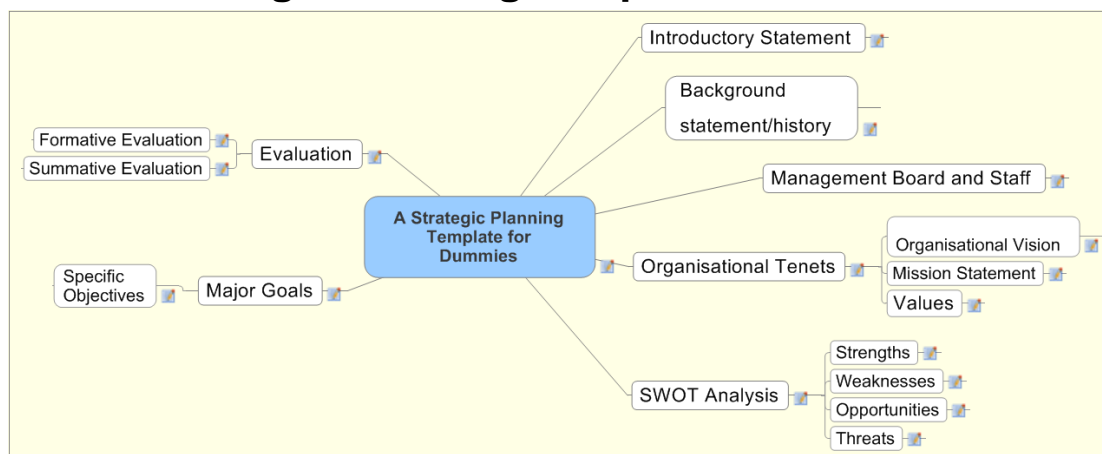 Introductory Statement
Background
statement/history
Management Board and Staff
A Strategic Planning
Template for
Dummies
Organisational Tenets
Organisational Vision
Mission Statement
Values
SWOT Analysis
Strengths
Weaknesses
Opportunities
Threats
Major Goals
Specific
Objectives
Evaluation
Formative Evaluation
Summative Evaluation